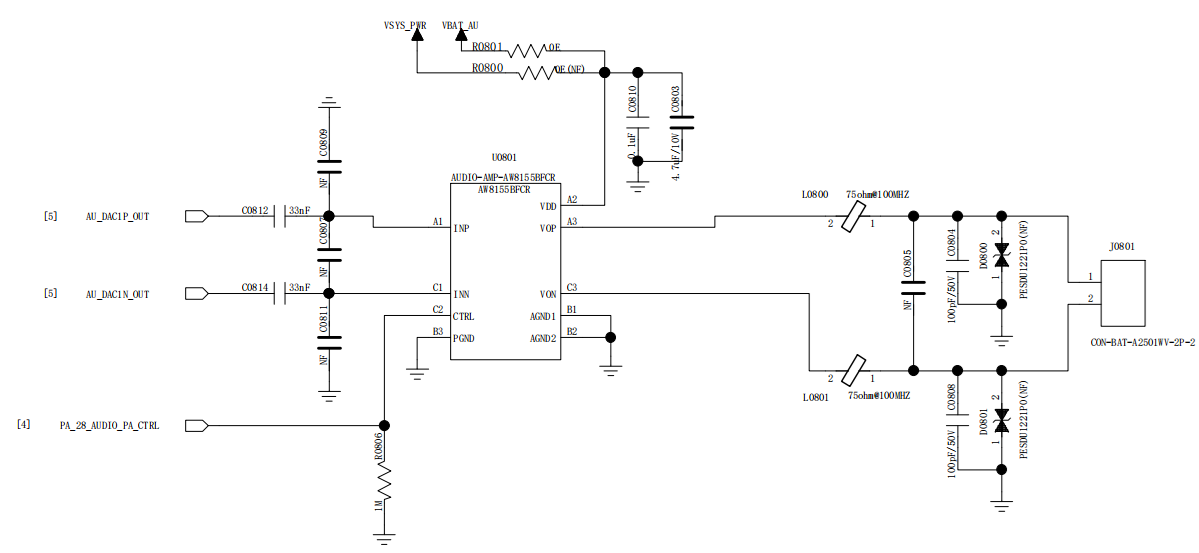 VSYS_PWR VBAT_AU
R0801 0E
R0800 0E(NF)
C0810 0.1uF
C0803 4.7uF/10V
C0809 NF
U0801
AUDIO-AMP-AW8155BFCR
AW8155BFCR
[5] AU_DAC1P_OUT C0812 33nF
C0807 NF
[5] AU_DAC1N_OUT C0814 33nF
C0811 NF
A1 INP
C1 INN
C2 CTRL
B3 PGND
VDD A2
VOP A3
VON C3
AGND1 B1
AGND2 B2
[4] PA_28_AUDIO_PA_CTRL
R0806 1M
L0800 75ohm@100MHZ
2 1
C0805 NF
C0804 100pF/50V
D0800 2 1 PESDU1221P0(NF)
J0801
1
2
CON-BAT-A2501WV-2P-2
2 1
L0801 75ohm@100MHZ
C0808 100pF/50V
D0801 2 1 PESDU1221P0(NF)